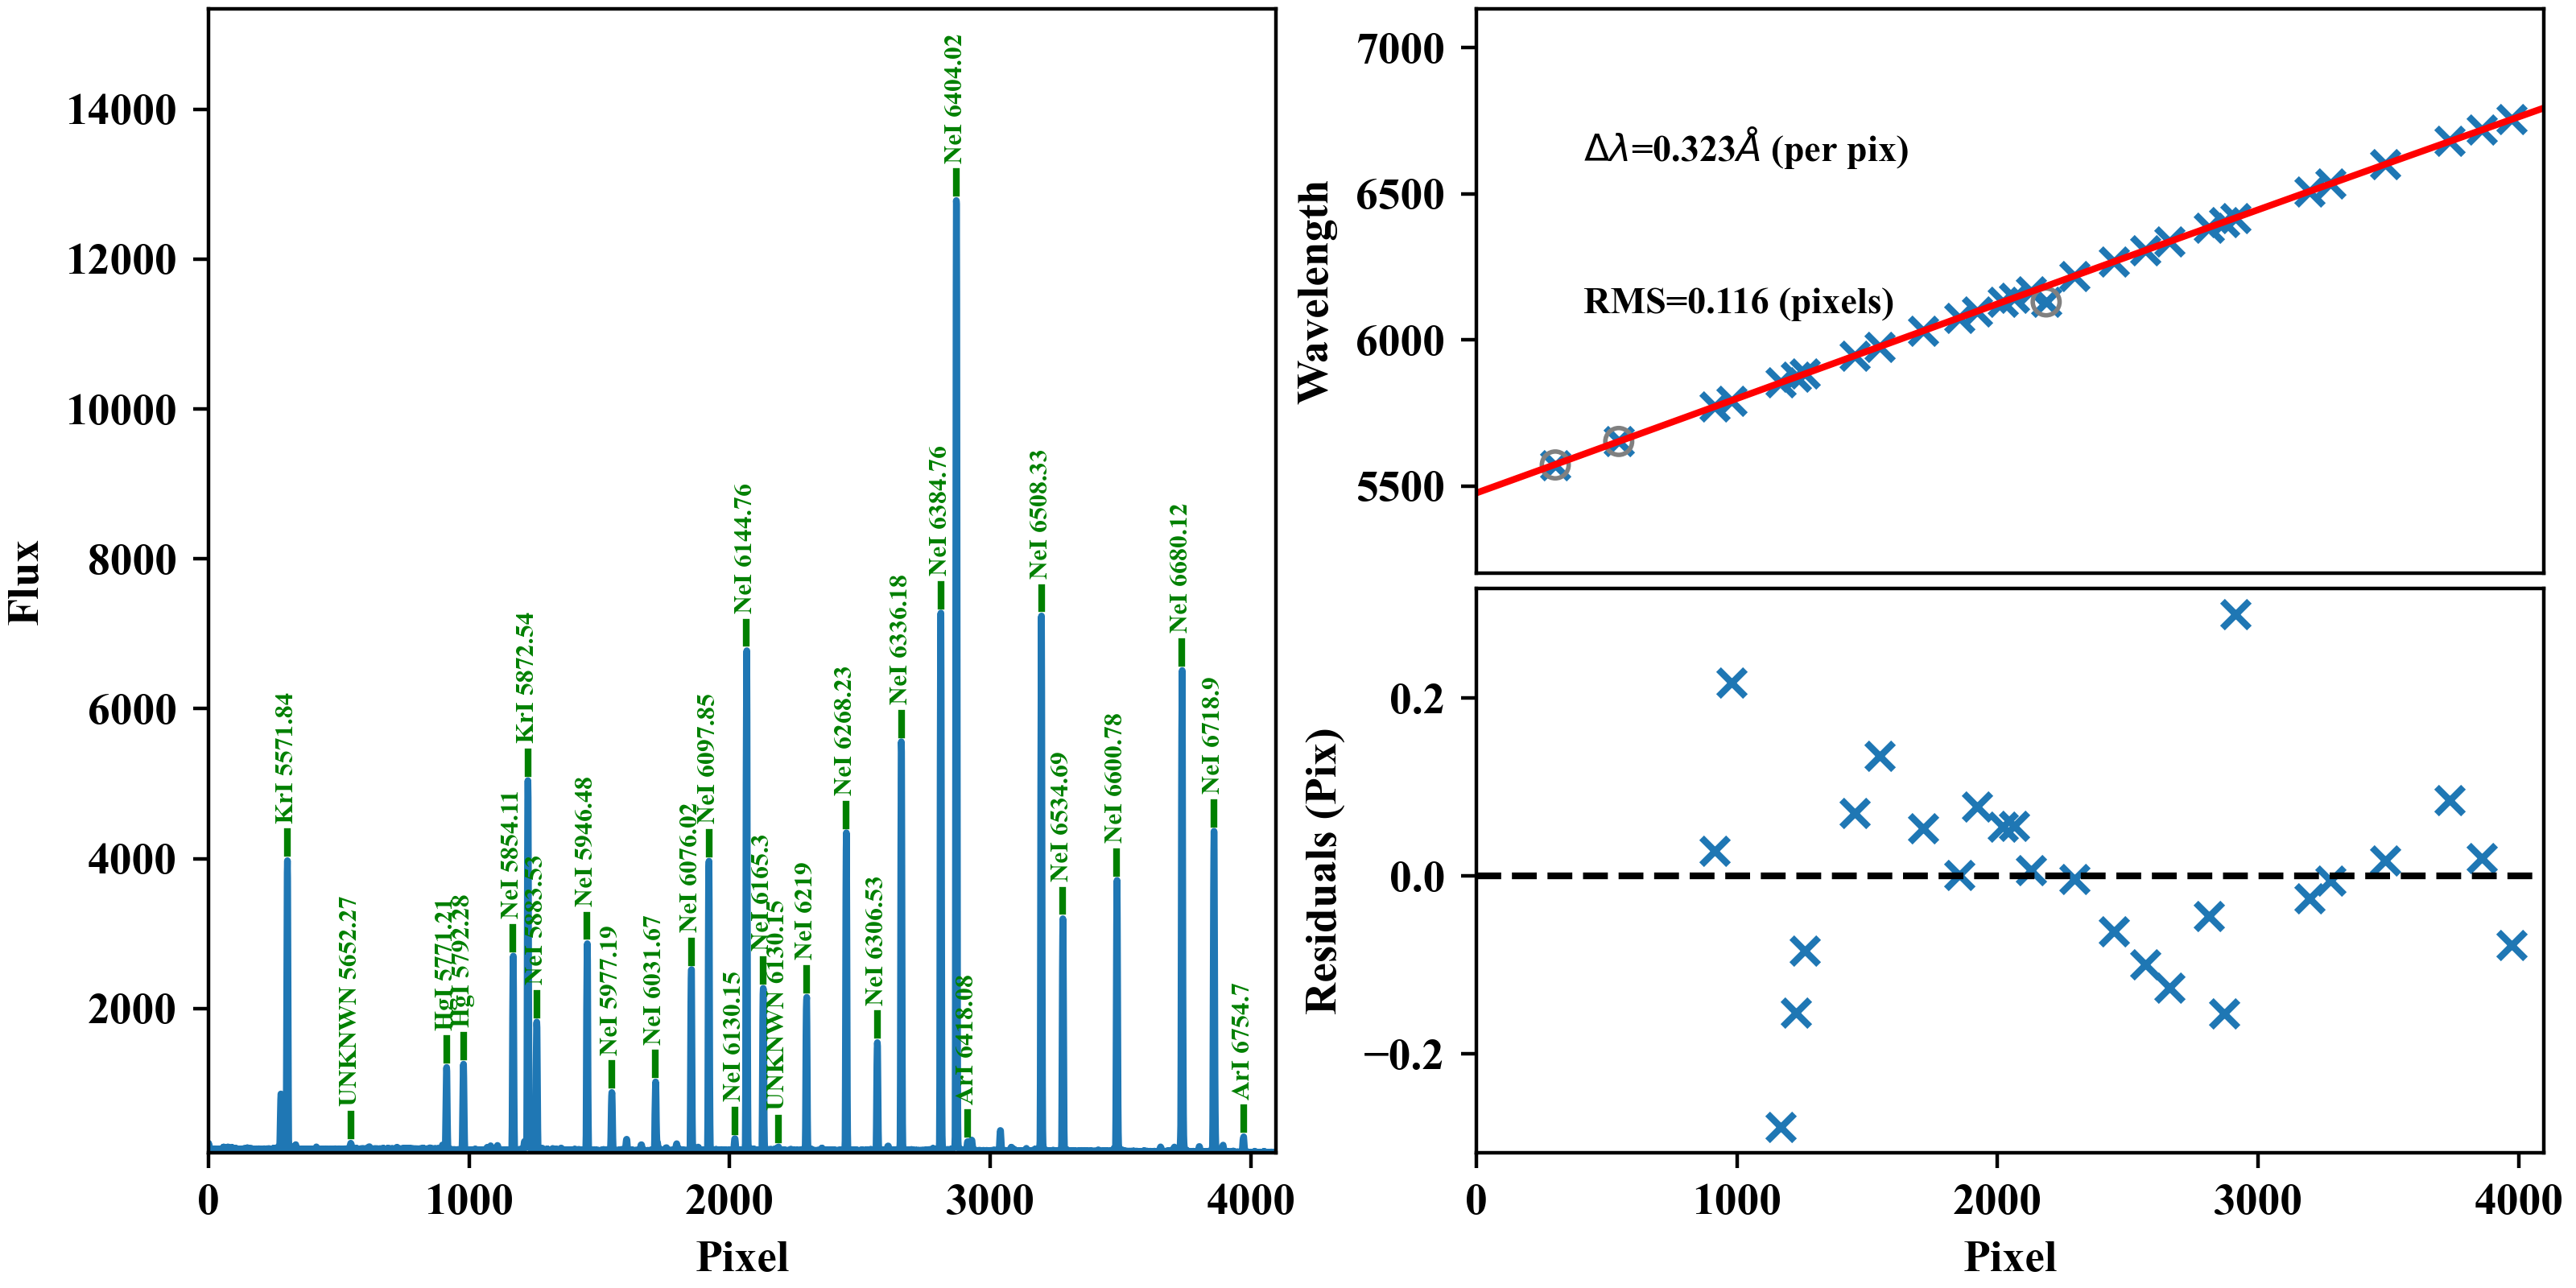 Flux
14000
12000
10000
8000
6000
4000
2000
KrI 5571.84
UNKNWN 5652.27
HgI 5771.21
HgI 5792.28
NeI 5854.11
KrI 5872.54
NeI 5883.53
NeI 5946.48
NeI 5977.19
NeI 6031.67
NeI 6076.02
NeI 6097.85
NeI 6130.15
NeI 6144.76
NeI 6165.3
UNKNWN 6130.15
NeI 6219
NeI 6268.23
NeI 6306.53
NeI 6336.18
NeI 6384.76
NeI 6404.02
ArI 6418.08
NeI 6508.33
NeI 6534.69
NeI 6600.78
NeI 6680.12
NeI 6718.9
ArI 6754.7
0 1000 2000 3000 4000
Pixel
Wavelength
7000
6500
6000
5500
Δλ=0.323Å (per pix)
RMS=0.116 (pixels)
Residuals (Pix)
0.2
0.0
−0.2
0 1000 2000 3000 4000
Pixel